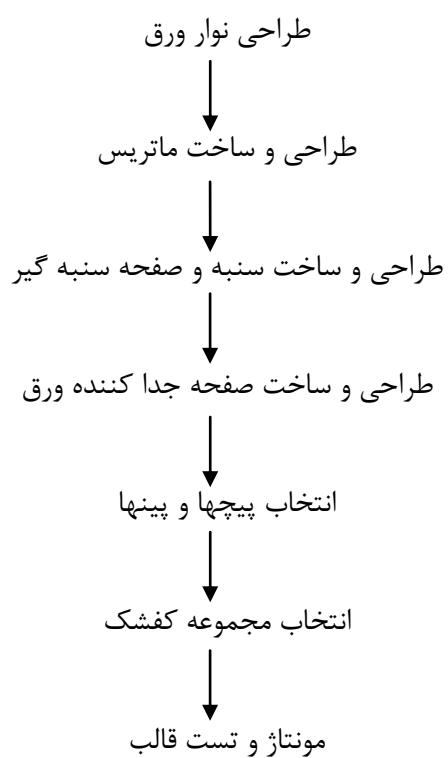 طراحی نوار ورق
طراحی و ساخت ماتریس
طراحی و ساخت سنبه و صفحه سنبه گیر
طراحی و ساخت صفحه جدا کننده ورق
انتخاب پیچها و پینها
انتخاب مجموعه کفشک
مونتاژ و تست قالب